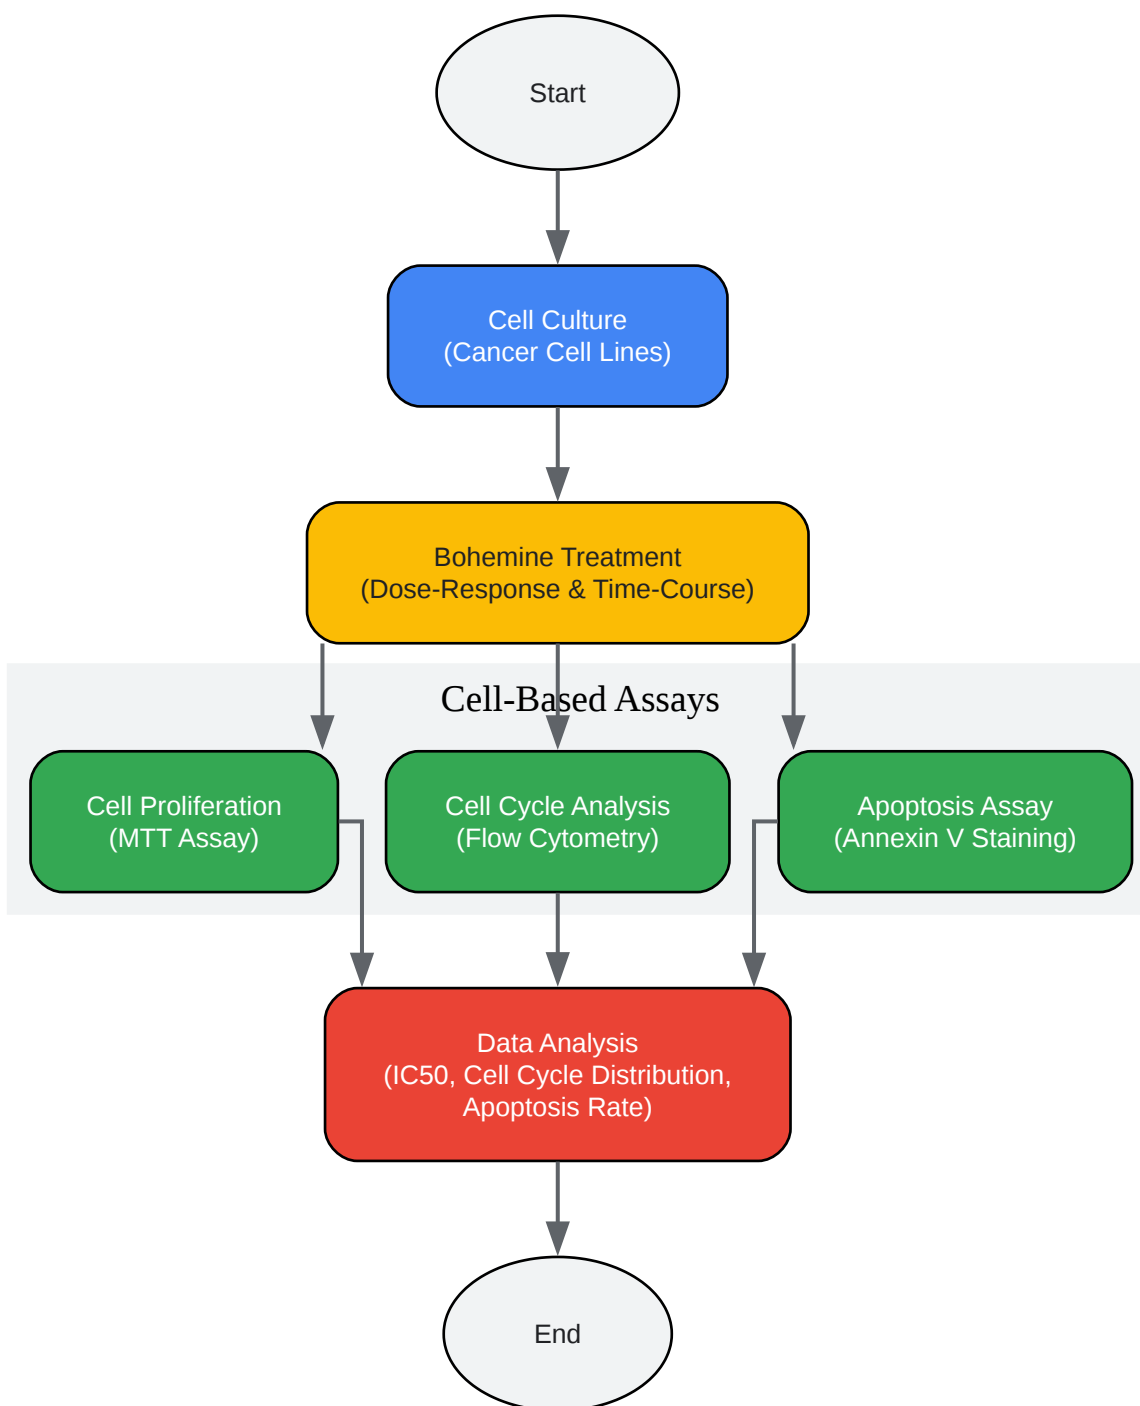 Start
Cell Culture
(Cancer Cell Lines)
Bohemine Treatment
(Dose-Response & Time-Course)
Cell-Based Assays
Cell Proliferation
(MTT Assay)
Cell Cycle Analysis
(Flow Cytometry)
Apoptosis Assay
(Annexin V Staining)
Data Analysis
(IC50, Cell Cycle Distribution,
Apoptosis Rate)
End